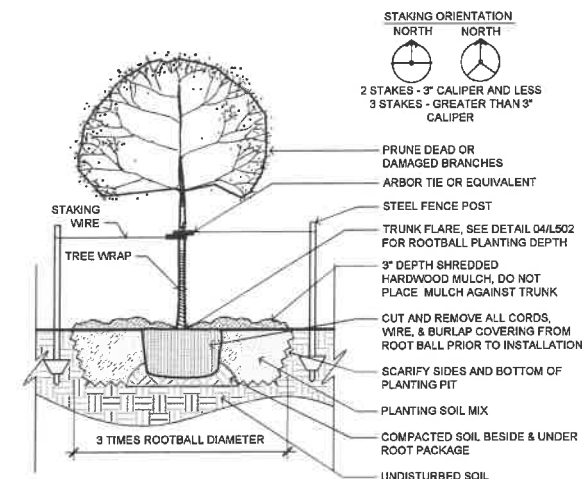 STAKING ORIENTATION
NORTH NORTH
2 STAKES - 3" CALIPER AND LESS
3 STAKES - GREATER THAN 3"
CALIPER
PRUNE DEAD OR
DAMAGED BRANCHES
ARBOR TIE OR EQUIVALENT
STEEL FENCE POST
STAKING
WIRE
TRUNK FLARE, SEE DETAIL 04/L502
FOR ROOTBALL PLANTING DEPTH
TREE WRAP
3" DEPTH SHREDDED
HARDWOOD MULCH, DO NOT
PLACE MULCH AGAINST TRUNK
CUT AND REMOVE ALL CORDS,
WIRE, & BURLAP COVERING FROM
ROOT BALL PRIOR TO INSTALLATION
SCARIFY SIDES AND BOTTOM OF
PLANTING PIT
PLANTING SOIL MIX
COMPACTED SOIL BESIDE & UNDER
ROOT PACKAGE
3 TIMES ROOTBALL DIAMETER
UNDISTURBED SOIL